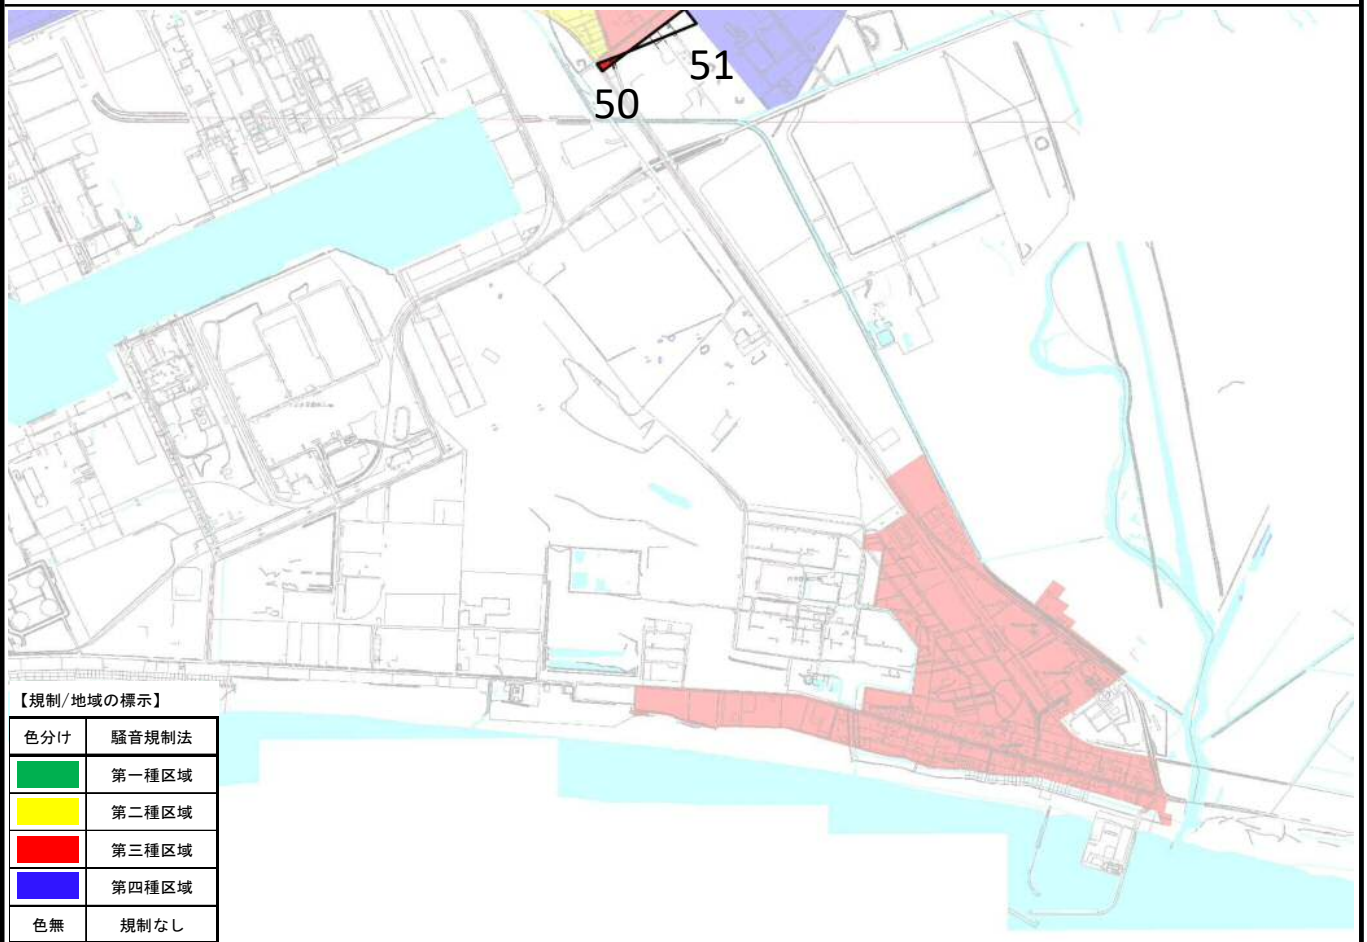 51
50
【規制/地域の標示】
色分け 騒音規制法
第一種区域
第二種区域
第三種区域
第四種区域
色無 規制なし